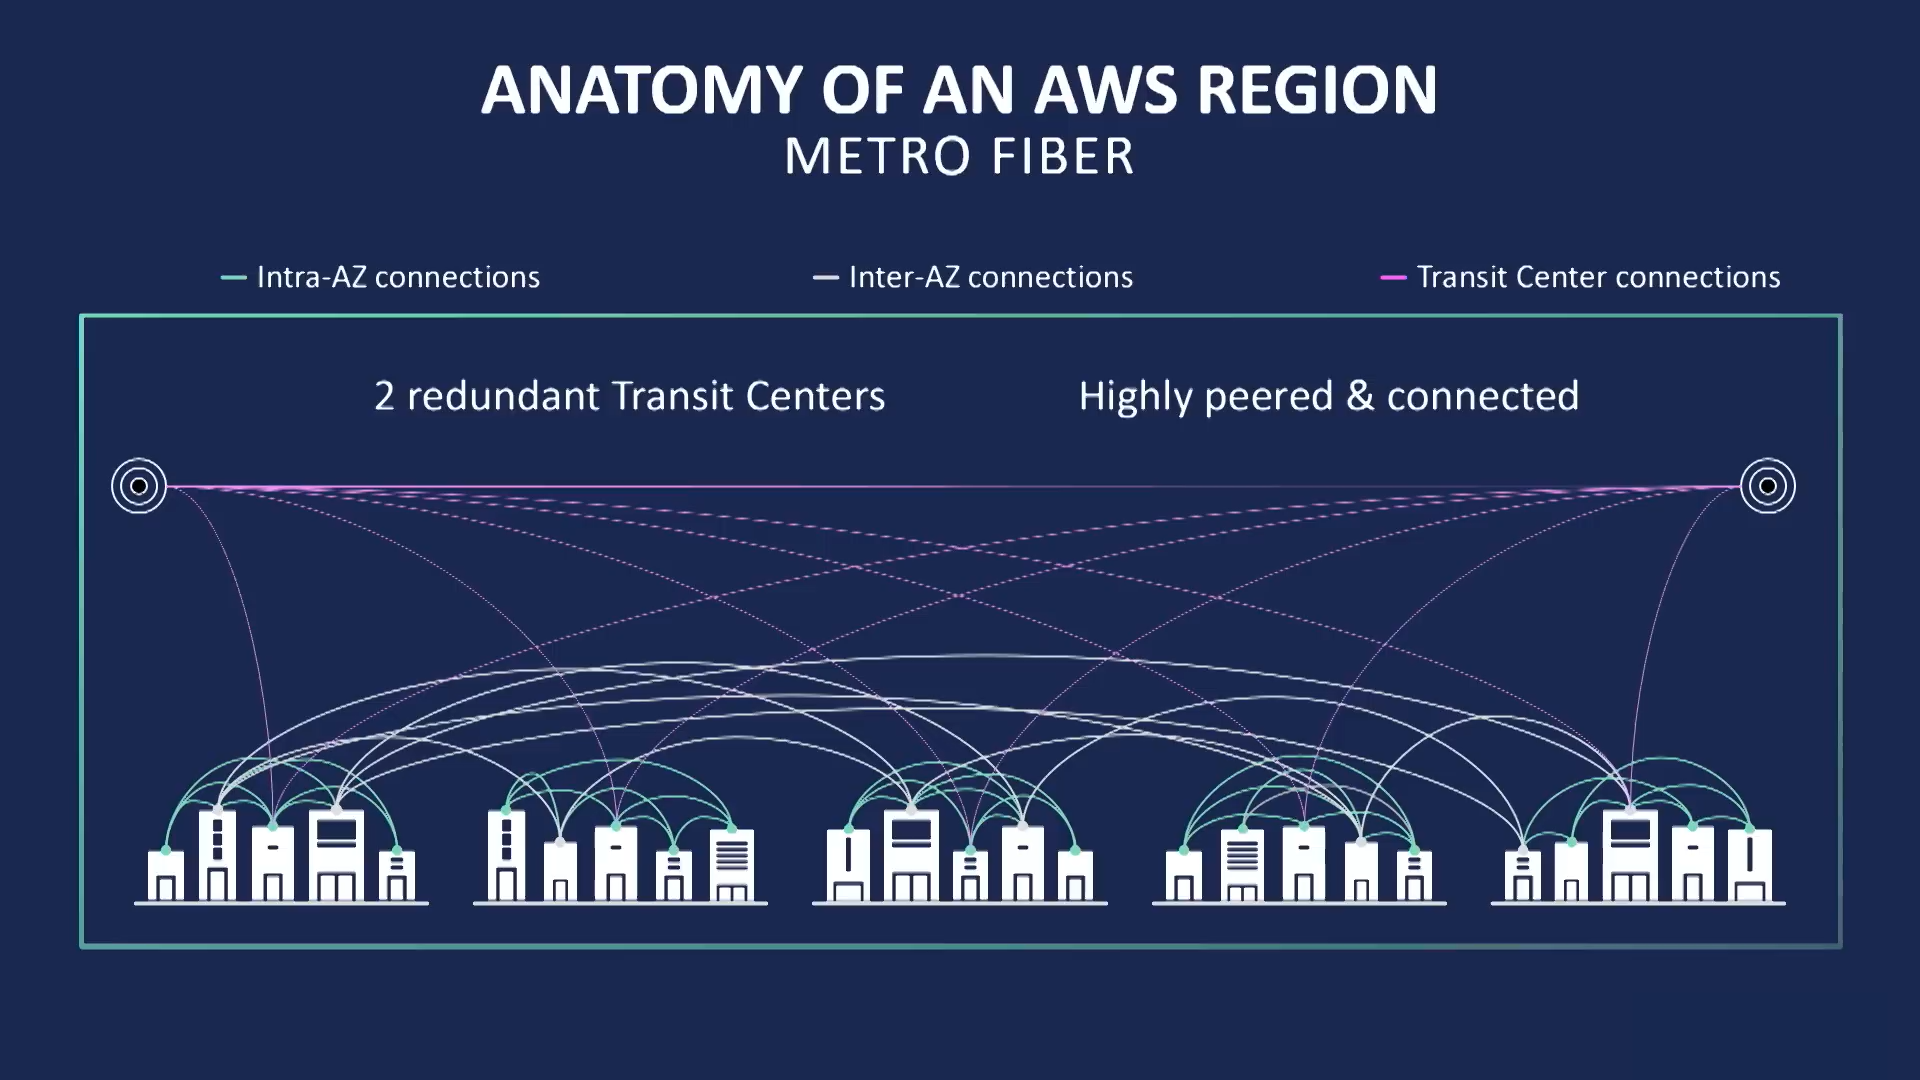 ANATOMY OF AN AWS REGION
METRO FIBER
Intra-AZ connections
Inter-AZ connections
Transit Center connections
2 redundant Transit Centers
Highly peered & connected